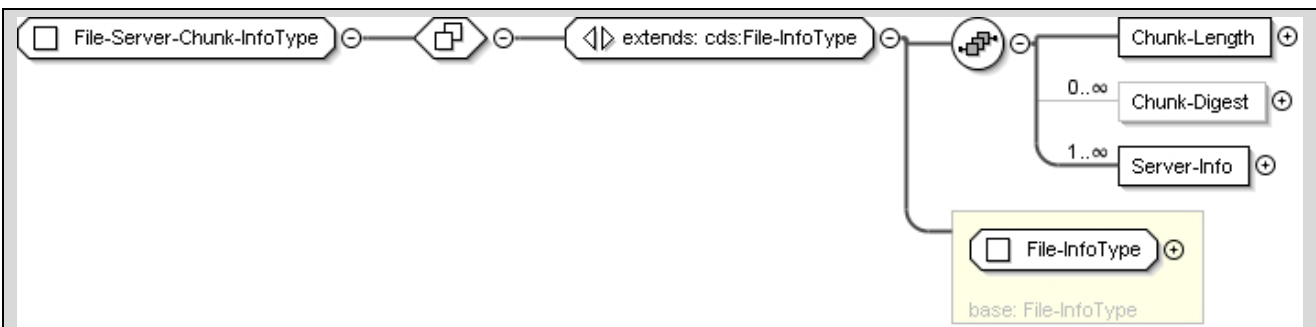 File-Server-Chunk-InfoType
extends: cds:File-InfoType
Chunk-Length
0..∞
Chunk-Digest
1..∞
Server-Info
File-InfoType
base: File-InfoType